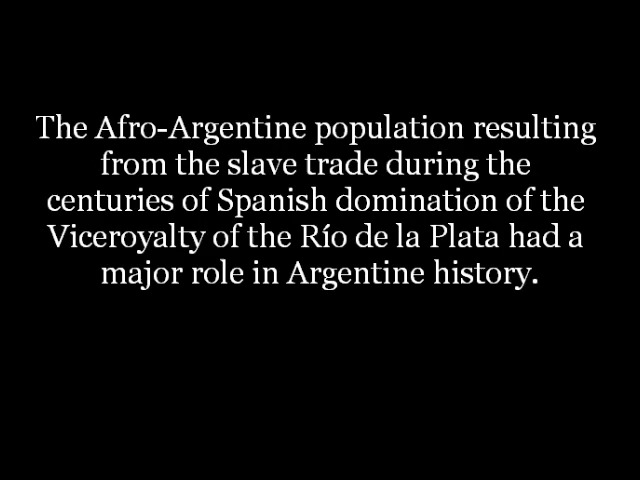 The Afro-Argentine population resulting
from the slave trade during the
centuries of Spanish domination of the
Viceroyalty of the Río de la Plata had a
major role in Argentine history.